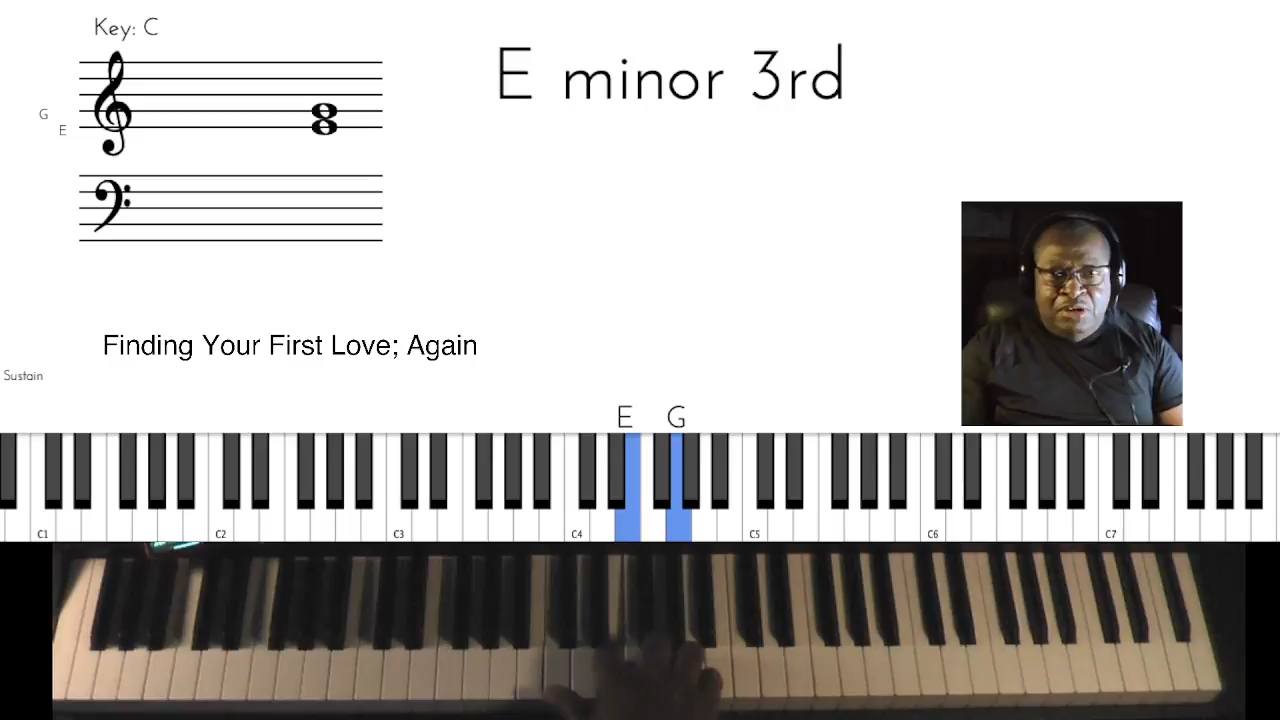 Key: C
E minor 3rd
G
E
Finding Your First Love; Again
Sustain
E G
C1 C2 C3 C4 C5 C6 C7